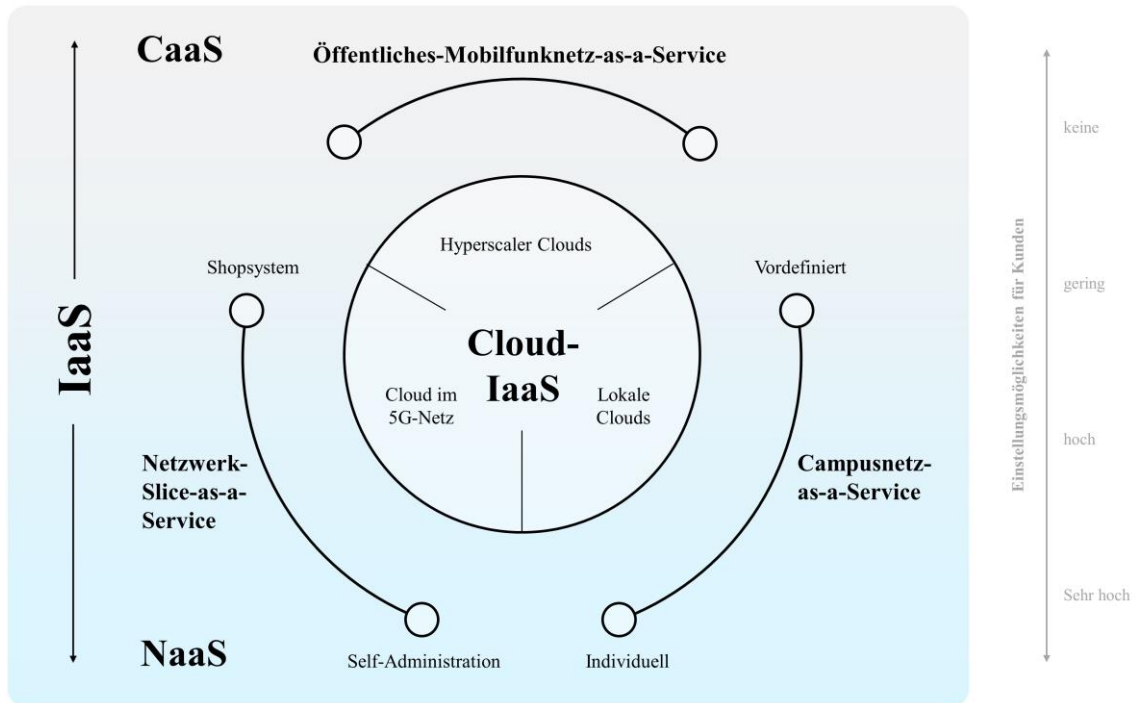 CaaS
Öffentliches-Mobilfunknetz-as-a-Service
keine
Hyperscaler Clouds
Shopsystem
Vordefiniert
gering
IaaS
Cloud-
IaaS
Einstellungsmöglichkeiten für Kunden
Cloud im
5G-Netz
Lokale
Clouds
hoch
Netzwerk-
Slice-as-a-
Service
Campusnetz-
as-a-Service
Sehr hoch
NaaS
Self-Administration
Individuell